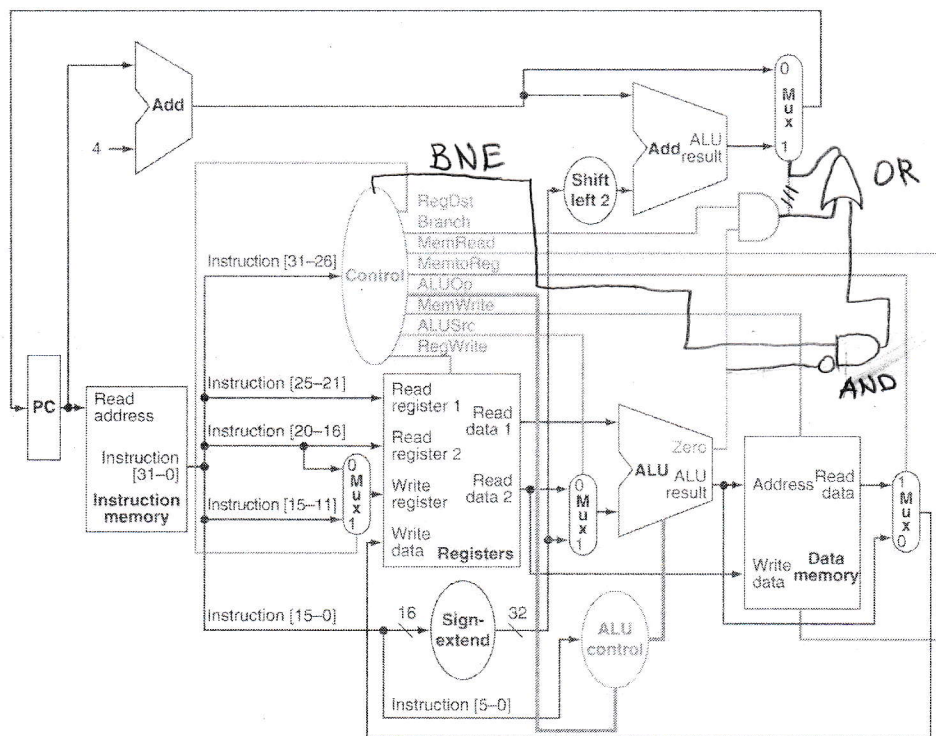 0
Mux
1
Add
4
Add ALU result
BNE
Shift left 2
OR
RegDst
Branch
MemRead
MemtoReg
ALUOp
MemWrite
ALUSrc
RegWrite
Instruction [31–26]
Control
AND
PC
Read address
Instruction [31–0]
Instruction memory
Instruction [25–21]
Instruction [20–16]
Instruction [15–11]
0
Mux
1
Read register 1
Read register 2
Write register
Write data
Read data 1
Read data 2
Registers
0
Mux
1
Zero
ALU
ALU result
Address
Read data
Write data
Data memory
1
Mux
0
Instruction [15–0]
16
Sign-extend
32
ALU control
Instruction [5–0]